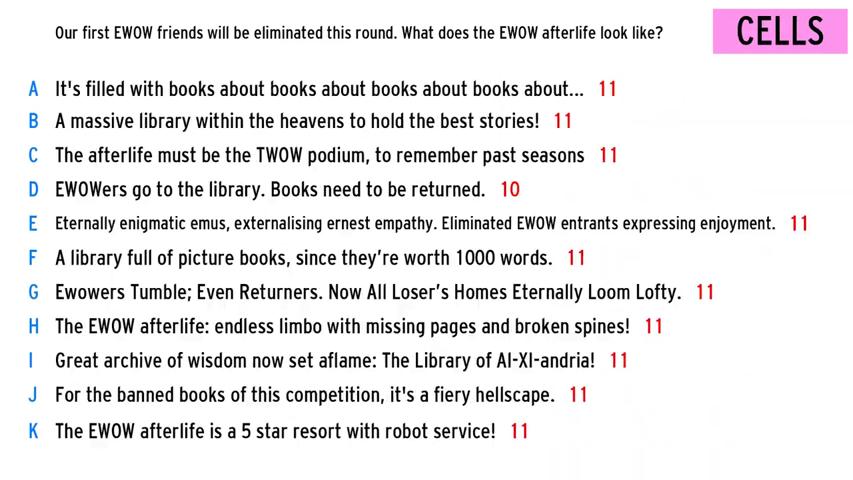 Our first EWOW friends will be eliminated this round. What does the EWOW afterlife look like?
CELLS
A It's filled with books about books about books about books about... 11
B A massive library within the heavens to hold the best stories! 11
C The afterlife must be the TWOW podium, to remember past seasons 11
D EWOWers go to the library. Books need to be returned. 10
E Eternally enigmatic emus, externalising ernest empathy. Eliminated EWOW entrants expressing enjoyment. 11
F A library full of picture books, since they’re worth 1000 words. 11
G Ewowers Tumble; Even Returners. Now All Loser’s Homes Eternally Loom Lofty. 11
H The EWOW afterlife: endless limbo with missing pages and broken spines! 11
I Great archive of wisdom now set aflame: The Library of Al-XI-andria! 11
J For the banned books of this competition, it's a fiery hellscape. 11
K The EWOW afterlife is a 5 star resort with robot service! 11